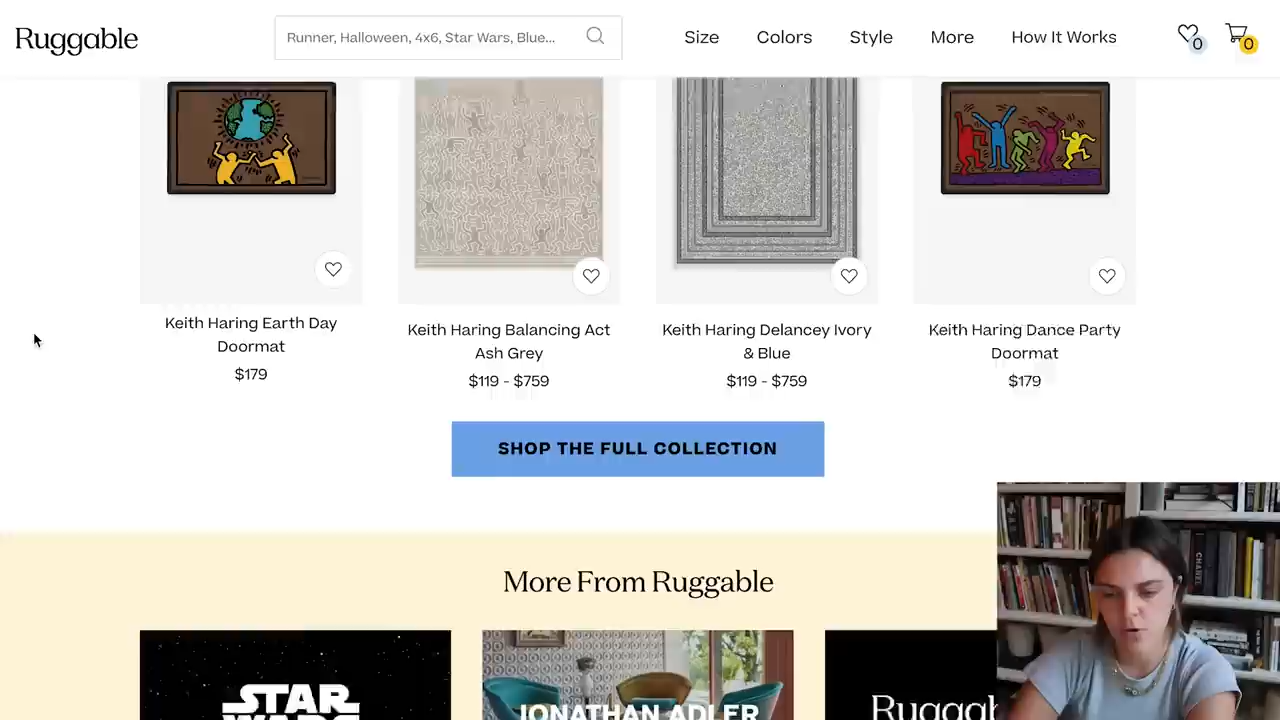 Ruggable
Runner, Halloween, 4x6, Star Wars, Blue...
Size
Colors
Style
More
How It Works
0
0
Keith Haring Earth Day
Doormat
$179
Keith Haring Balancing Act
Ash Grey
$119 - $759
Keith Haring Delancey Ivory
& Blue
$119 - $759
Keith Haring Dance Party
Doormat
$179
SHOP THE FULL COLLECTION
More From Ruggable
STAR
WARS
JONATHAN ADLER
Ruggab
CHANEL